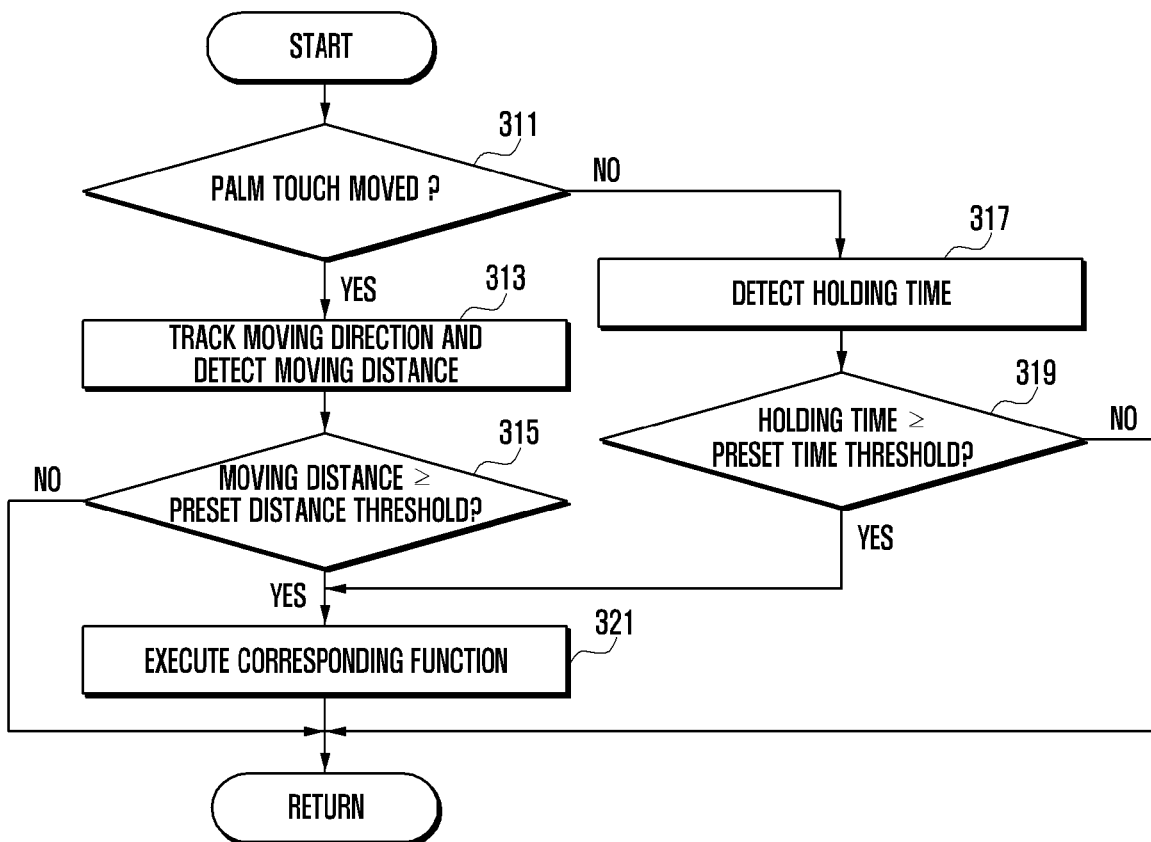 START
311
PALM TOUCH MOVED ?
NO
YES
317
DETECT HOLDING TIME
313
TRACK MOVING DIRECTION AND
DETECT MOVING DISTANCE
319
HOLDING TIME ≥
PRESET TIME THRESHOLD?
NO
YES
315
MOVING DISTANCE ≥
PRESET DISTANCE THRESHOLD?
NO
YES
321
EXECUTE CORRESPONDING FUNCTION
RETURN